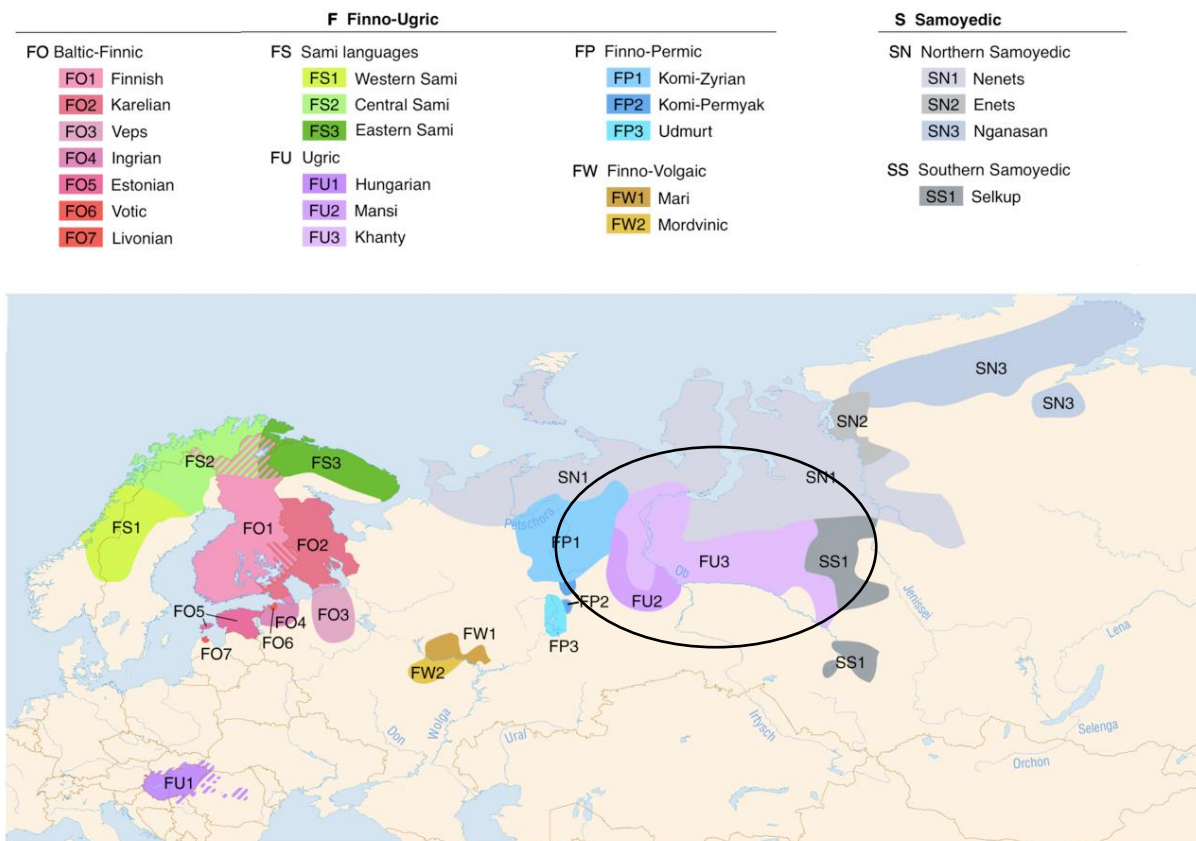 F Finno-Ugric
S Samoyedic
FO Baltic-Finnic
FO1 Finnish
FO2 Karelian
FO3 Veps
FO4 Ingrian
FO5 Estonian
FO6 Votic
FO7 Livonian
FS Sami languages
FS1 Western Sami
FS2 Central Sami
FS3 Eastern Sami
FU Ugric
FU1 Hungarian
FU2 Mansi
FU3 Khanty
FP Finno-Permic
FP1 Komi-Zyrian
FP2 Komi-Permyak
FP3 Udmurt
FW Finno-Volgaic
FW1 Mari
FW2 Mordvinic
SN Northern Samoyedic
SN1 Nenets
SN2 Enets
SN3 Nganasan
SS Southern Samoyedic
SS1 Selkup
SN3
SN3
SN2
FS2
FS3
SN1
SN1
FS1
Petschora
FO1
FO2
FP1
FU3
SS1
Ob
FU2
FP2
Jenissei
FO5
FO4
FO3
FO6
FO7
FP3
FW1
FW2
SS1
Lena
Don
Wolga
Ural
Irtysch
Selenga
Orchon
FU1